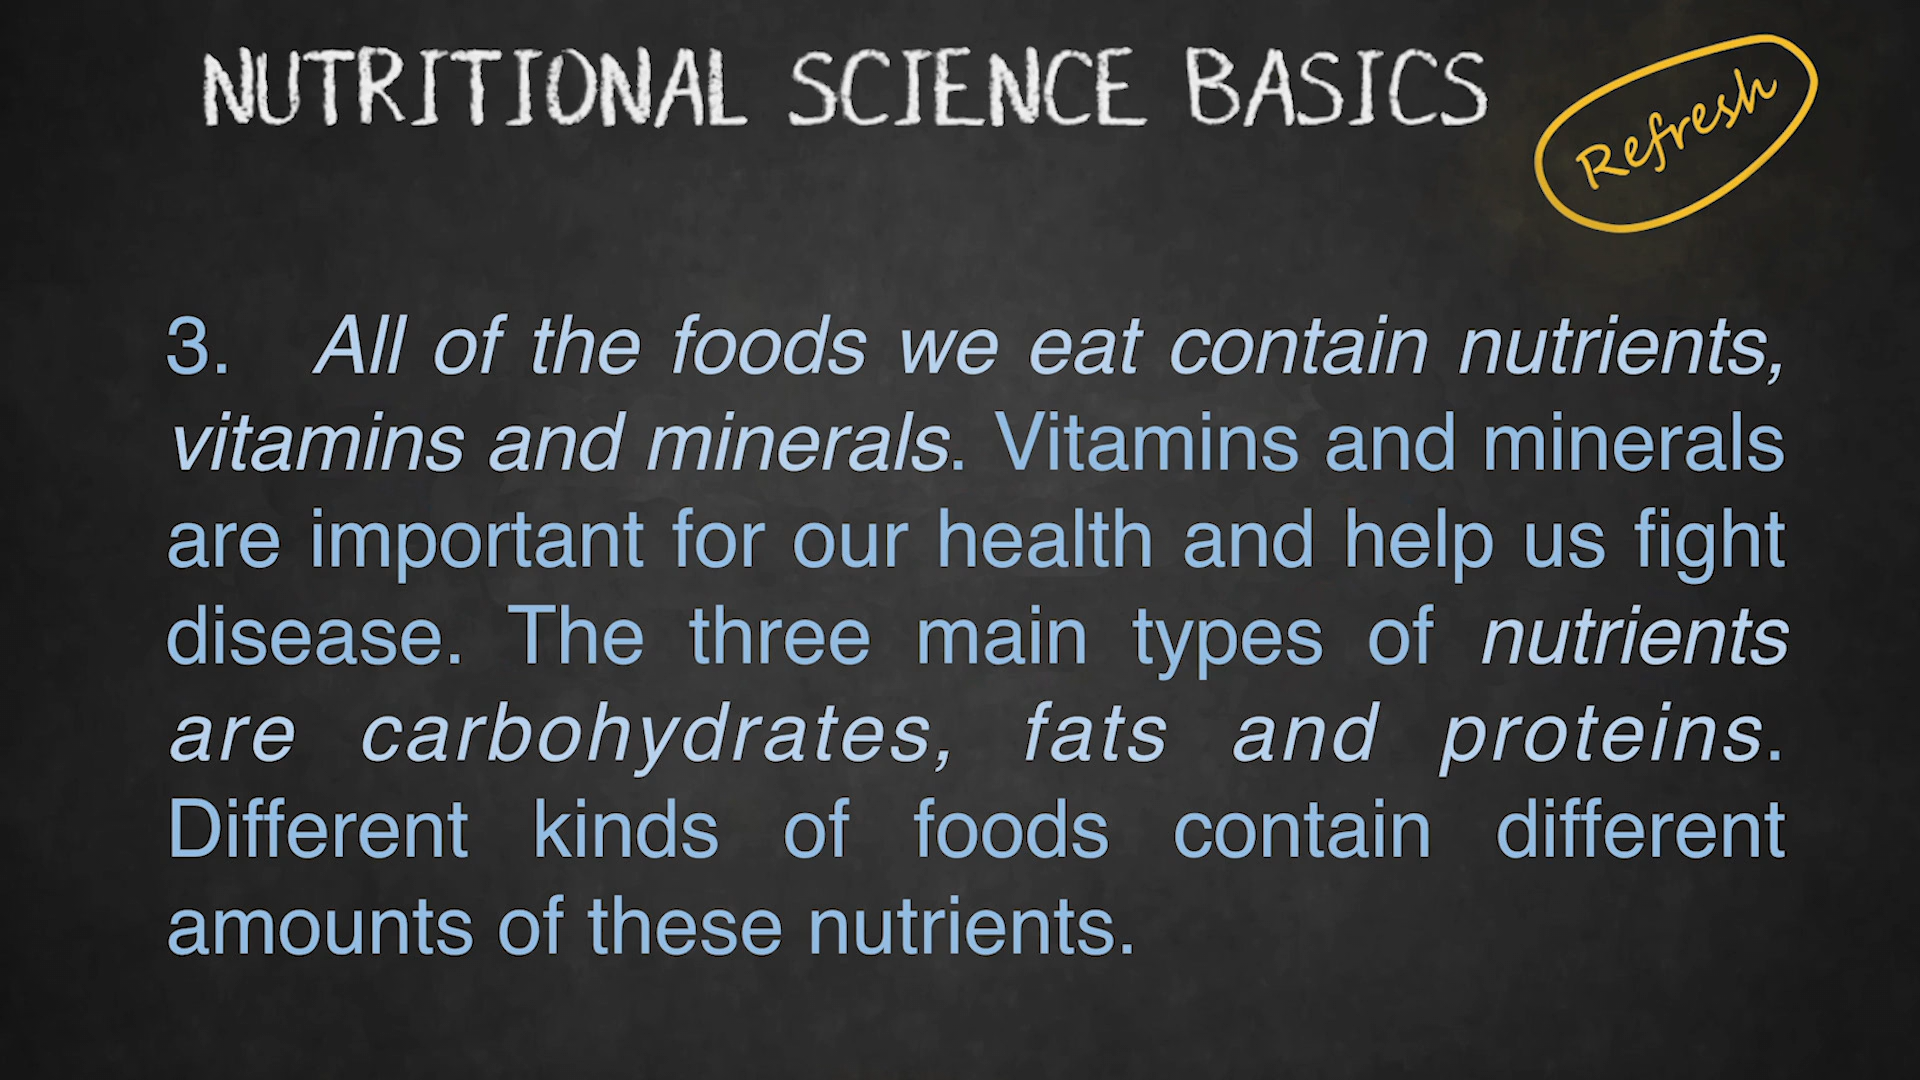 NUTRITIONAL SCIENCE BASICS
Refresh
3. All of the foods we eat contain nutrients,
vitamins and minerals. Vitamins and minerals
are important for our health and help us fight
disease. The three main types of nutrients
are carbohydrates, fats and proteins.
Different kinds of foods contain different
amounts of these nutrients.